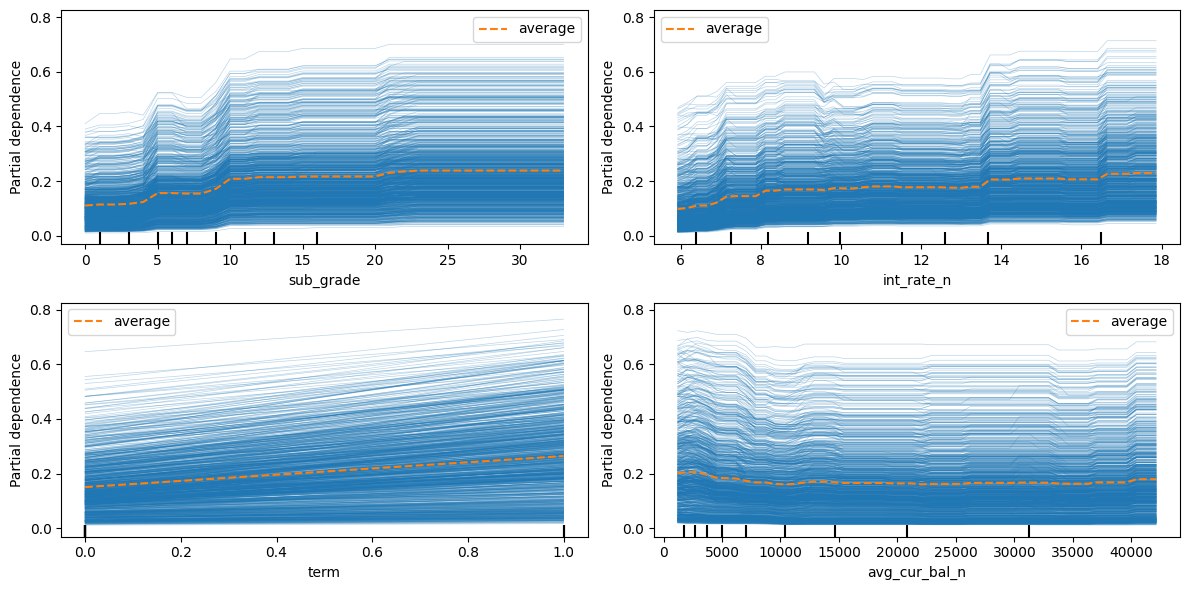 0.8
0.6
0.4
0.2
0.0
Partial dependence
average
0 5 10 15 20 25 30
sub_grade
0.8
0.6
0.4
0.2
0.0
Partial dependence
average
6 8 10 12 14 16 18
int_rate_n
0.8
0.6
0.4
0.2
0.0
Partial dependence
average
0.0 0.2 0.4 0.6 0.8 1.0
term
0.8
0.6
0.4
0.2
0.0
Partial dependence
average
0 5000 10000 15000 20000 25000 30000 35000 40000
avg_cur_bal_n